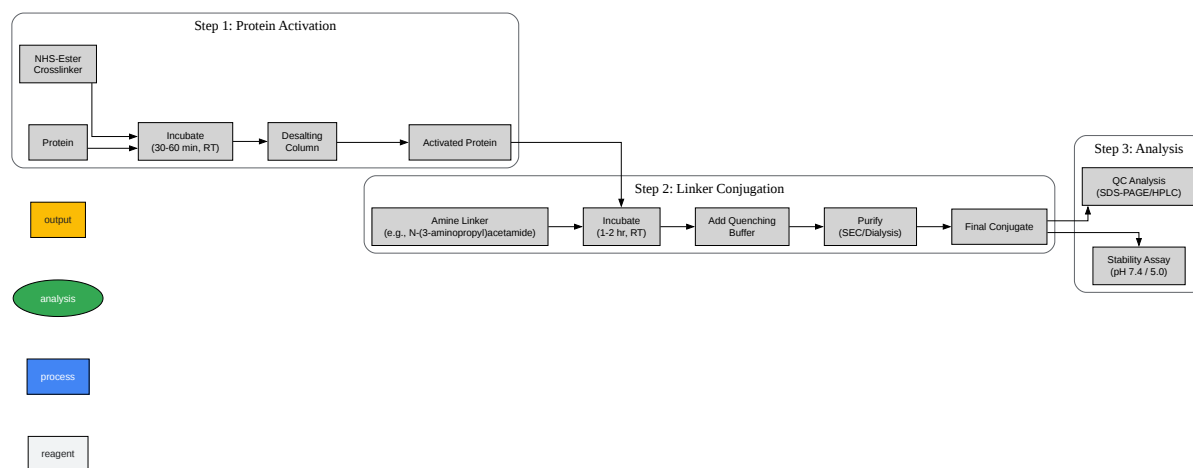 Step 1: Protein Activation
NHS-Ester
Crosslinker
Protein
Incubate
(30-60 min, RT)
Desalting
Column
Activated Protein
Step 2: Linker Conjugation
Amine Linker
(e.g., N-(3-aminopropyl)acetamide)
Incubate
(1-2 hr, RT)
Add Quenching
Buffer
Purify
(SEC/Dialysis)
Final Conjugate
Step 3: Analysis
QC Analysis
(SDS-PAGE/HPLC)
Stability Assay
(pH 7.4 / 5.0)
output
analysis
process
reagent